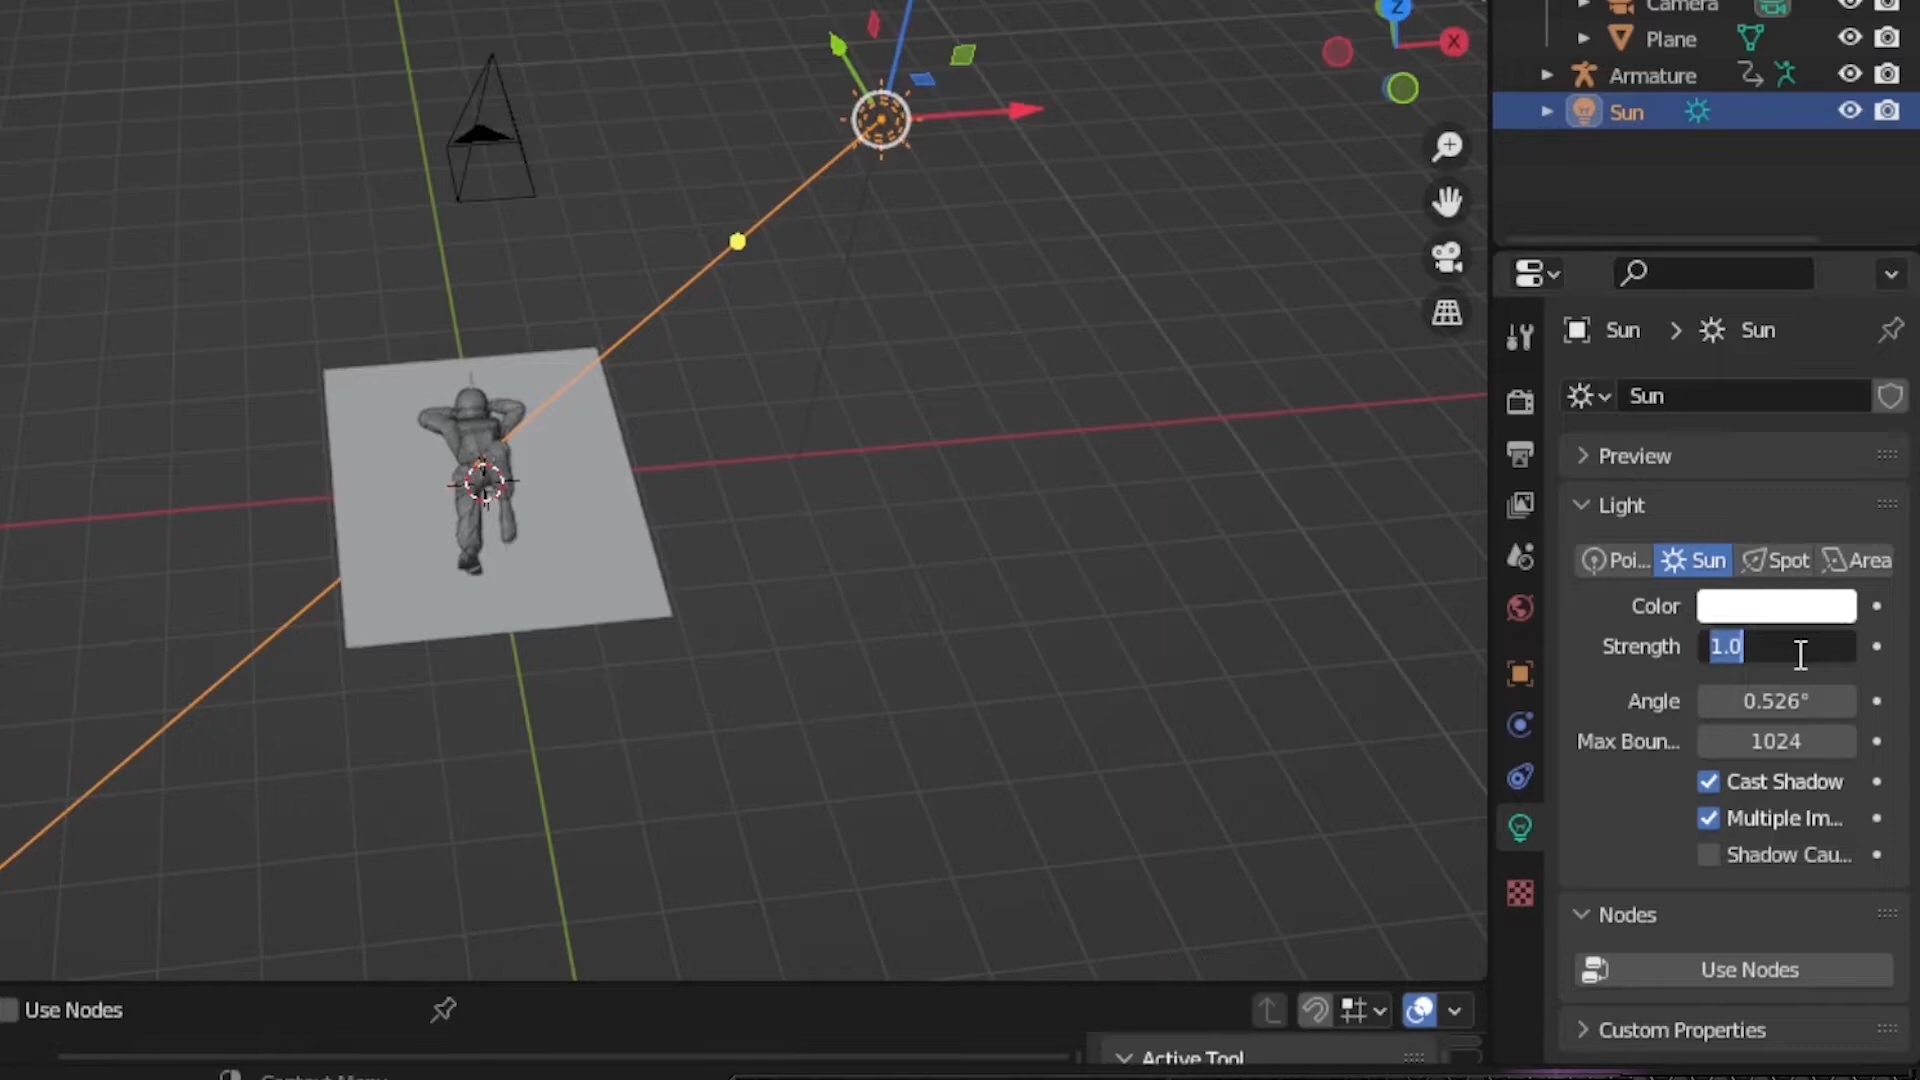 Camera
Plane
Armature
Sun
Z
X
Sun > Sun
Sun
Preview
Light
Poi... Sun Spot Area
Color
Strength 1.0
Angle 0.526°
Max Boun... 1024
Cast Shadow
Multiple Im...
Shadow Cau...
Nodes
Use Nodes
Custom Properties
Use Nodes
Active Tool
Context Menu